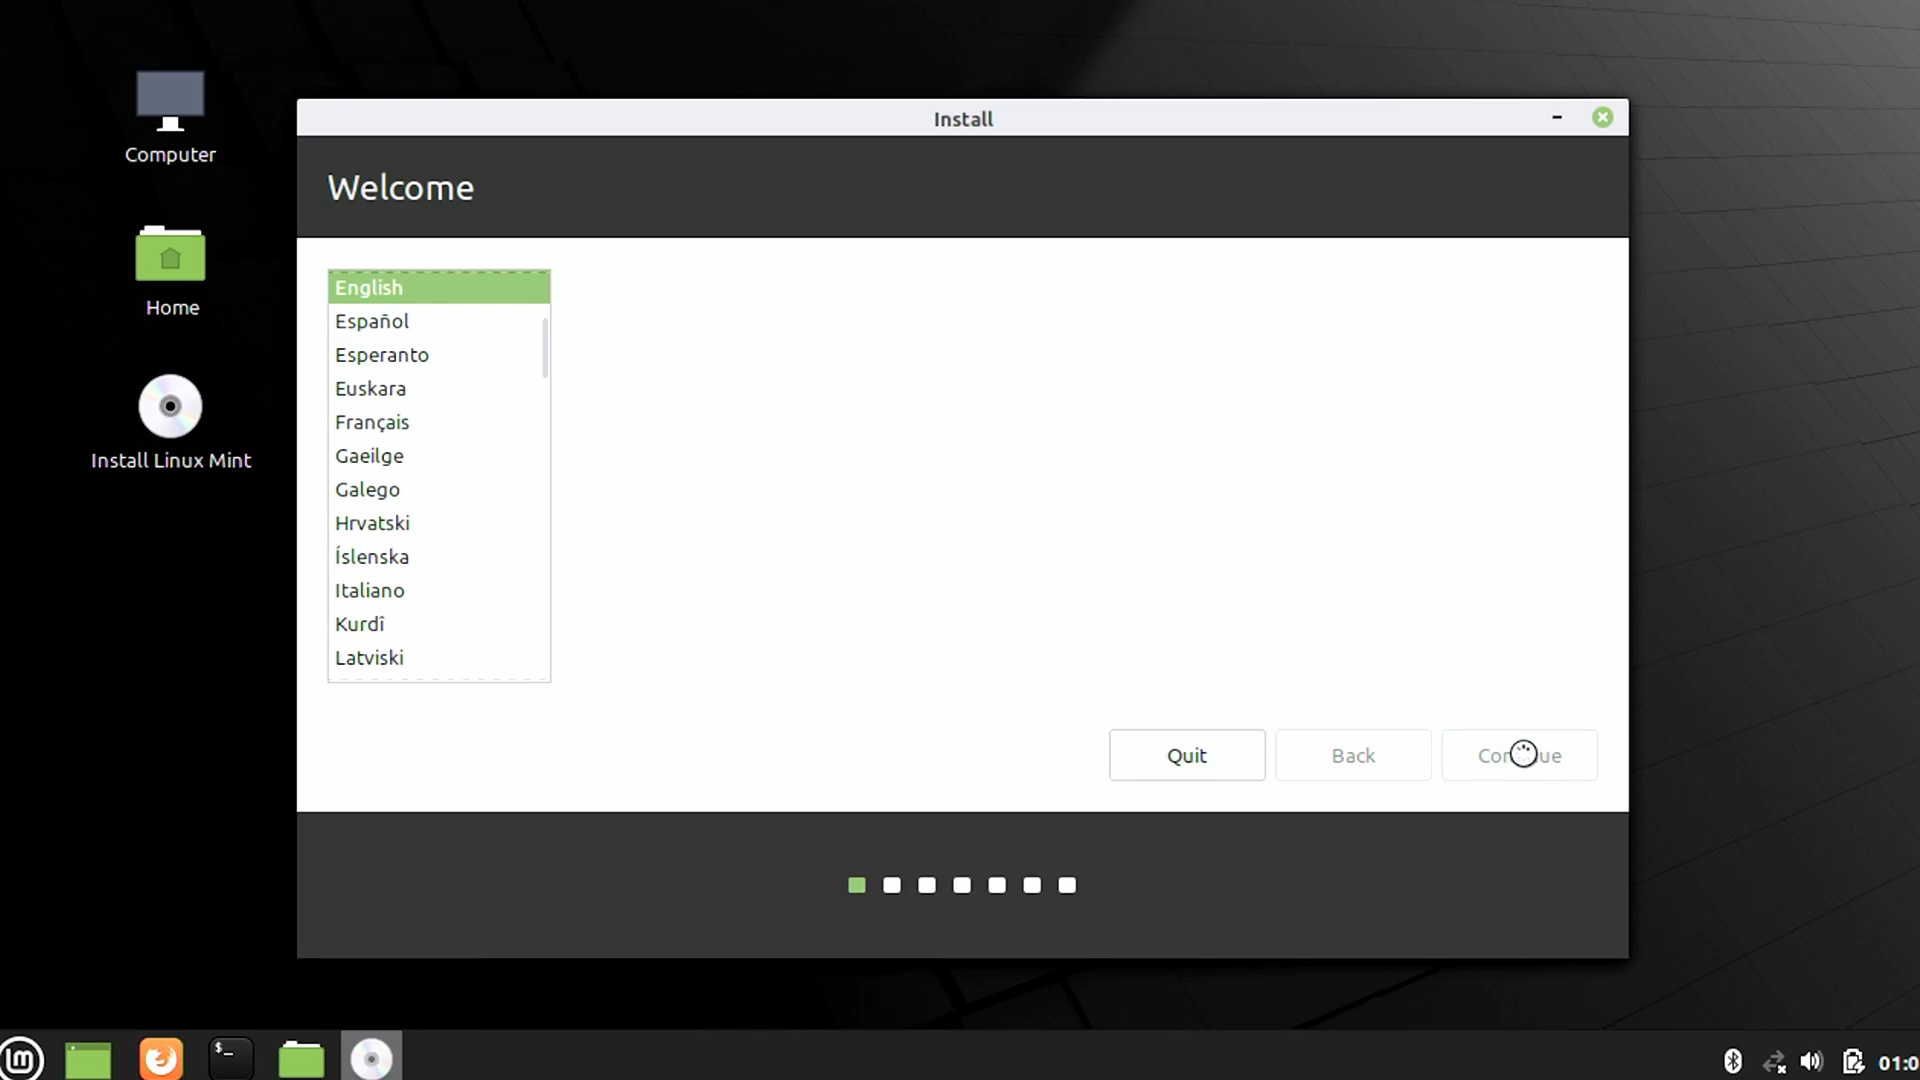 Computer
Home
Install Linux Mint
Install
Welcome
English
Español
Esperanto
Euskara
Français
Gaeilge
Galego
Hrvatski
Íslenska
Italiano
Kurdî
Latviski
Quit
Back
$_
01:0